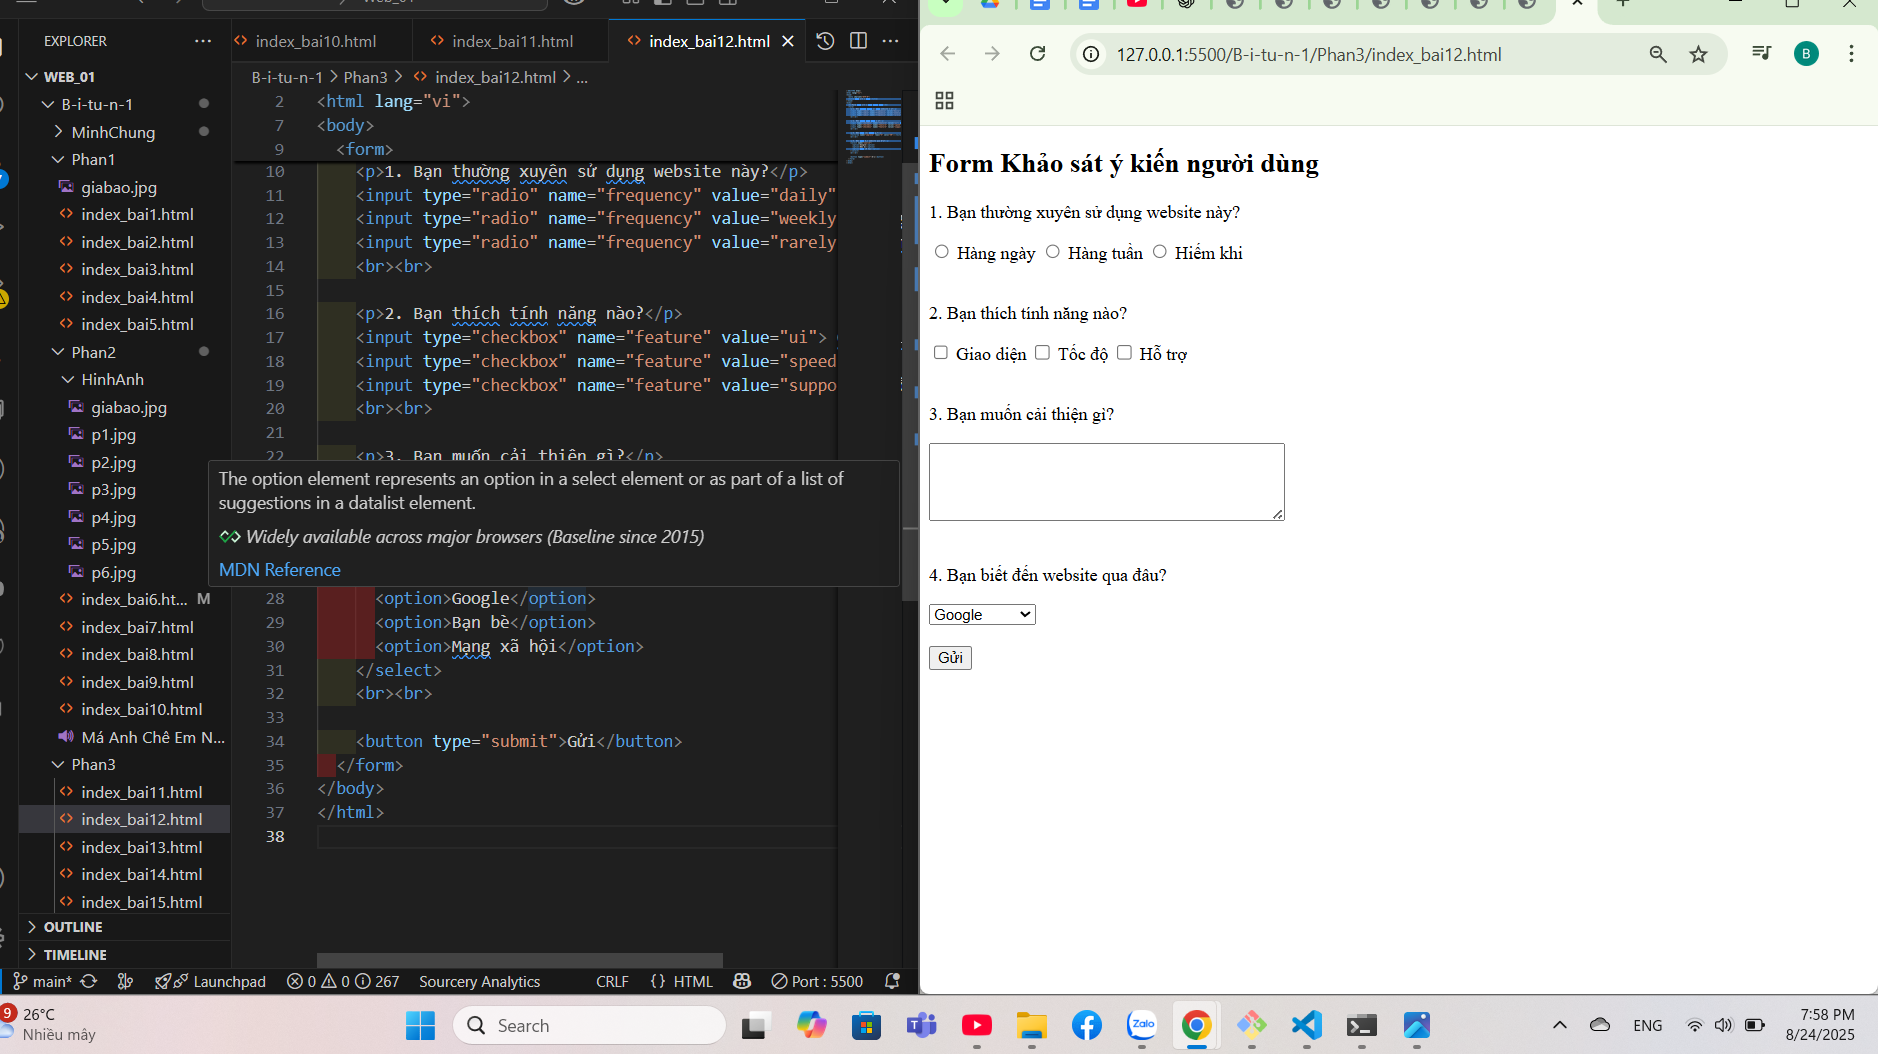 EXPLORER
WEB_01
B-i-tu-n-1
MinhChung
Phan1
giabao.jpg
index_bai1.html
index_bai2.html
index_bai3.html
index_bai4.html
index_bai5.html
Phan2
HinhAnh
giabao.jpg
p1.jpg
p2.jpg
p3.jpg
p4.jpg
p5.jpg
p6.jpg
index_bai6.ht... M
index_bai7.html
index_bai8.html
index_bai9.html
index_bai10.html
Má Anh Chê Em N...
Phan3
index_bai11.html
index_bai12.html
index_bai13.html
index_bai14.html
index_bai15.html
OUTLINE
TIMELINE
index_bai10.html index_bai11.html index_bai12.html
B-i-tu-n-1 > Phan3 > index_bai12.html > ...
2 <html lang="vi">
7 <body>
9 <form>
10 <p>1. Bạn thường xuyên sử dụng website này?</p>
11 <input type="radio" name="frequency" value="daily"
12 <input type="radio" name="frequency" value="weekly
13 <input type="radio" name="frequency" value="rarely
14 <br><br>
15
16 <p>2. Bạn thích tính năng nào?</p>
17 <input type="checkbox" name="feature" value="ui">
18 <input type="checkbox" name="feature" value="speed
19 <input type="checkbox" name="feature" value="suppo
20 <br><br>
21
22 <p>3. Bạn muốn cải thiện gì?</p>
The option element represents an option in a select element or as part of a list of
suggestions in a datalist element.
Widely available across major browsers (Baseline since 2015)
MDN Reference
28 <option>Google</option>
29 <option>Bạn bè</option>
30 <option>Mạng xã hội</option>
31 </select>
32 <br><br>
33
34 <button type="submit">Gửi</button>
35 </form>
36 </body>
37 </html>
38
main* Launchpad 0 0 267 Sourcery Analytics CRLF {} HTML Port : 5500
127.0.0.1:5500/B-i-tu-n-1/Phan3/index_bai12.html
B
Form Khảo sát ý kiến người dùng
1. Bạn thường xuyên sử dụng website này?
Hàng ngày Hàng tuần Hiếm khi
2. Bạn thích tính năng nào?
Giao diện Tốc độ Hỗ trợ
3. Bạn muốn cải thiện gì?
4. Bạn biết đến website qua đâu?
Google
Gửi
9
26°C
Nhiều mây
Search
Zalo
ENG
7:58 PM
8/24/2025